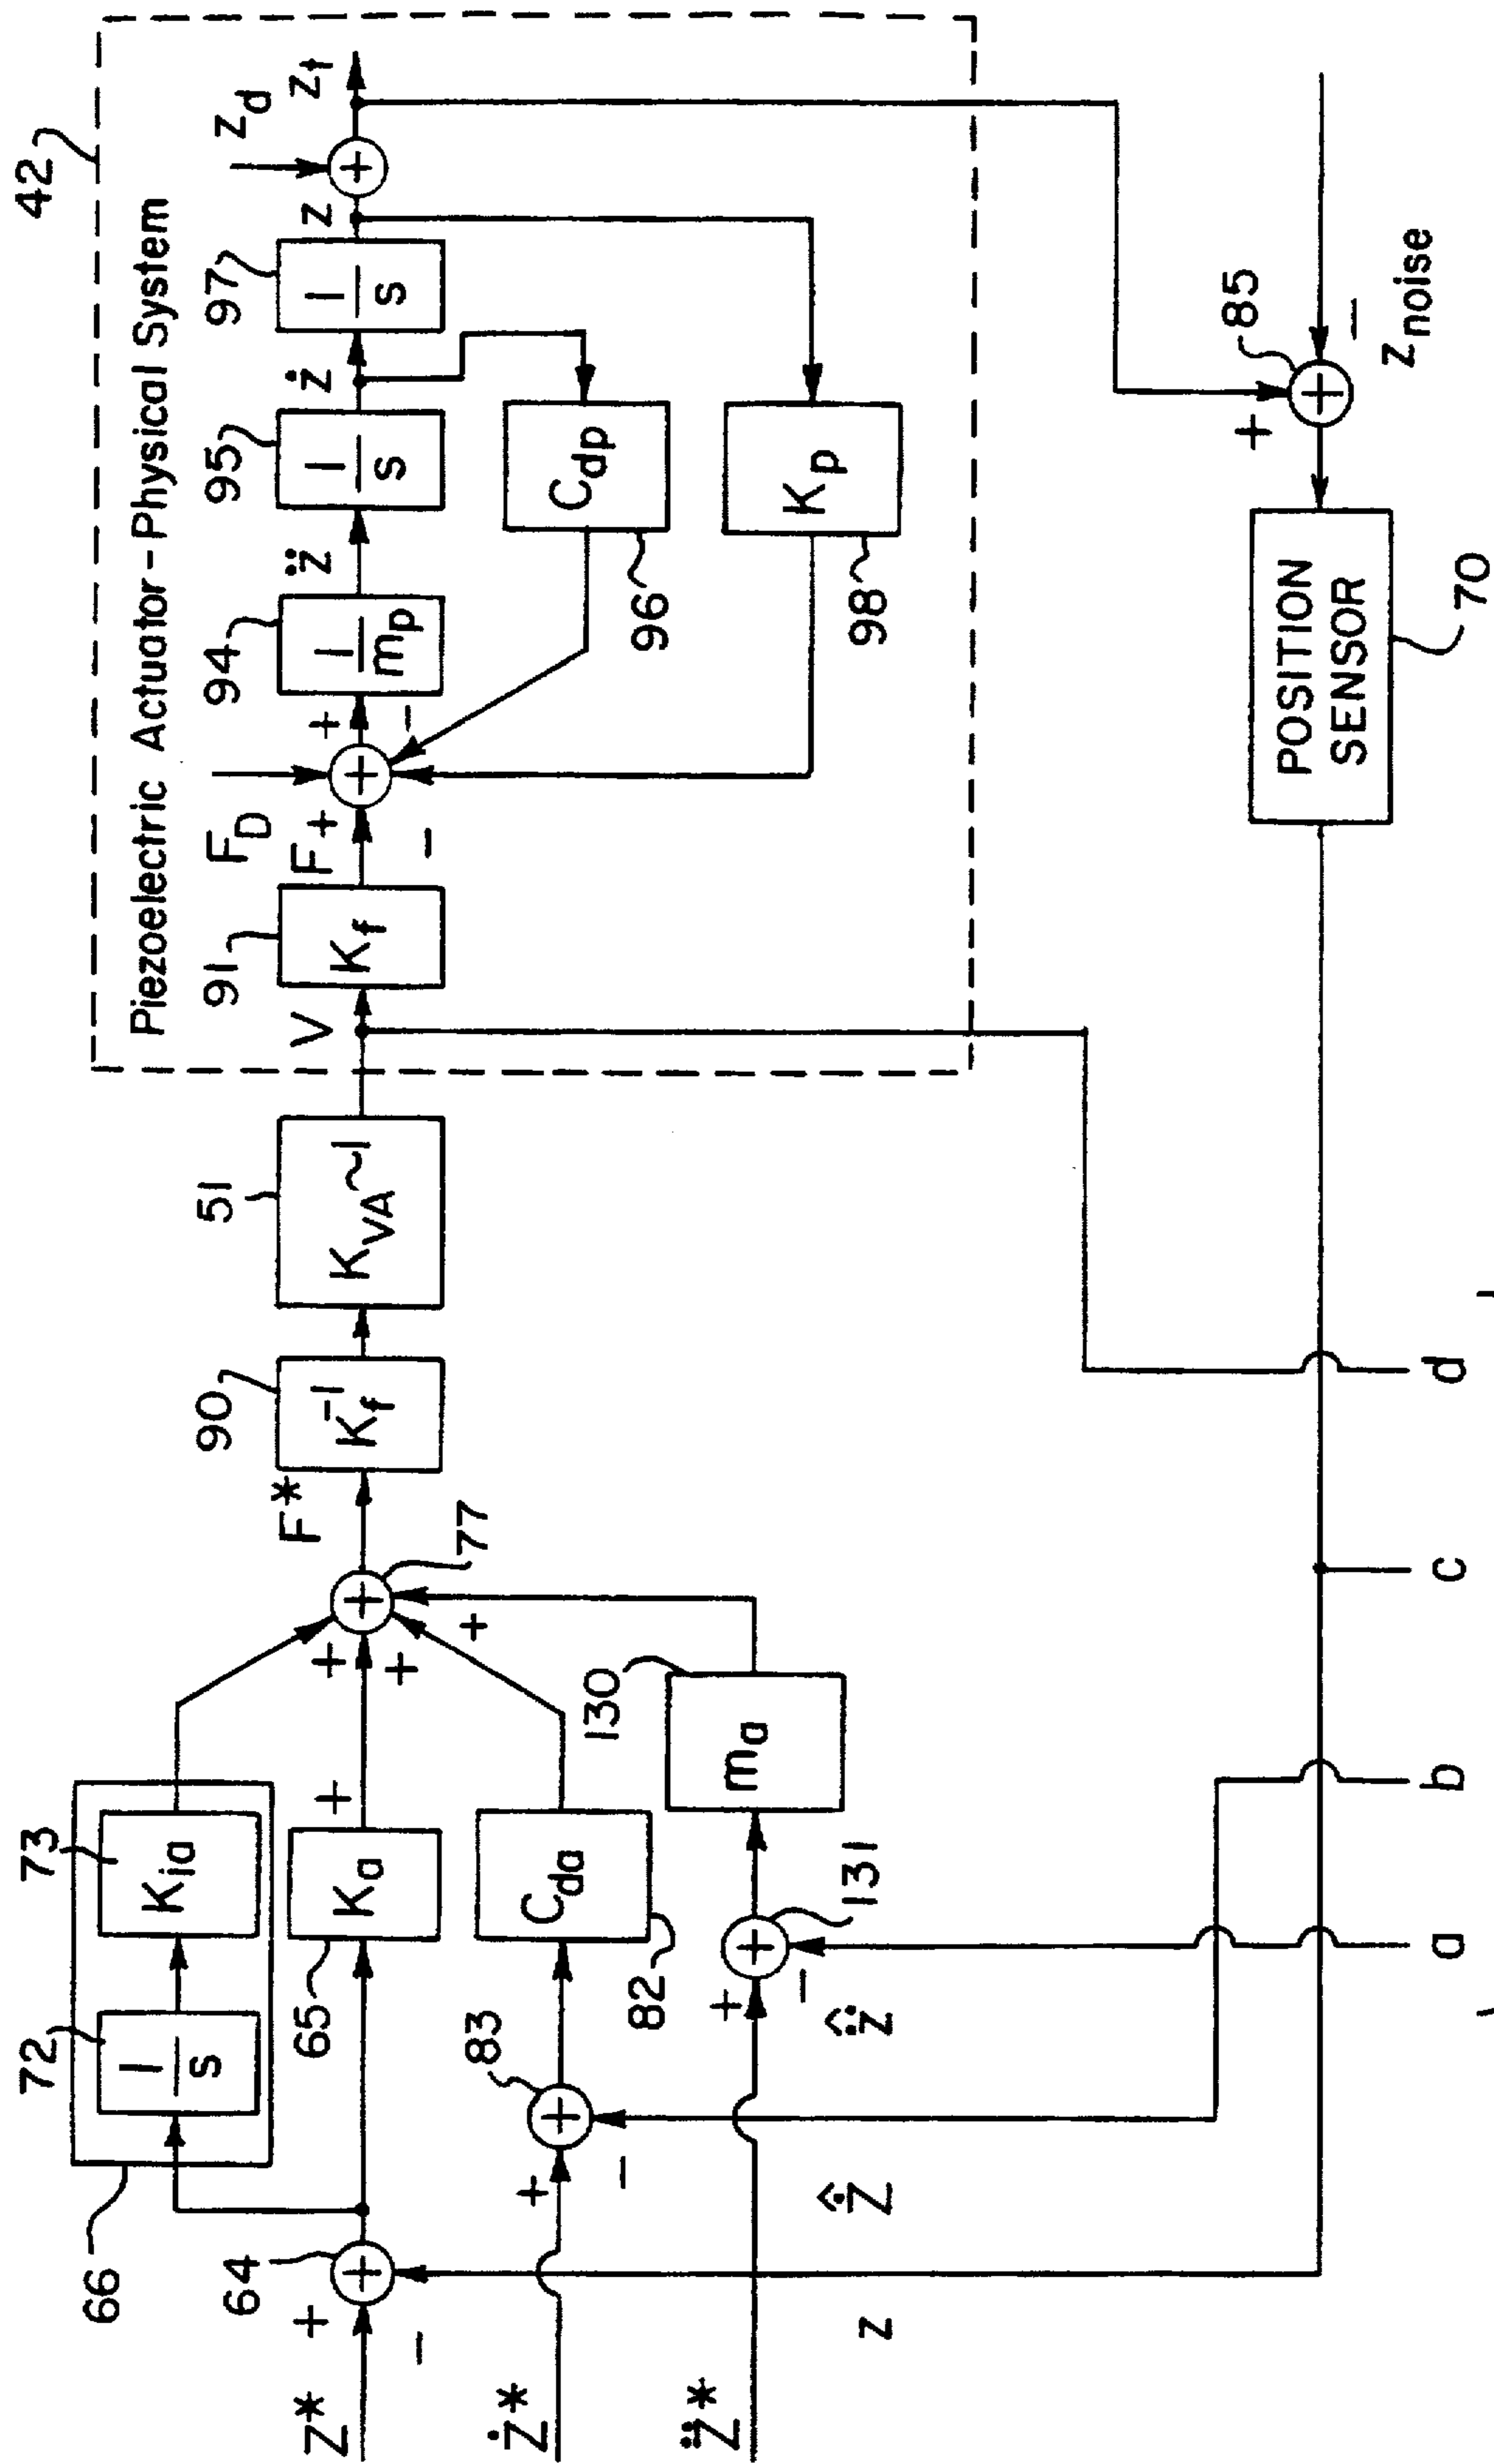 42
Piezoelectric Actuator-Physical System
66
72
1/s
73
K_ia
64
65
K_a
Z*
+
−
+
+
+
+
77
F*
90
K_f^-1
51
K_VA~1
V
91
K_f
F_D
F
+
−
+
−
94
1/m_p
z̈
95
1/s
ż
97
1/s
z
z_d
z_t
C_dp
96
K_p
98
Ż*
+
−
83
C_da
82
Z̈*
+
−
131
m_a
130
z
Ż̂
z̈̂
a
b
c
d
POSITION
SENSOR
70
+
85
−
z_noise